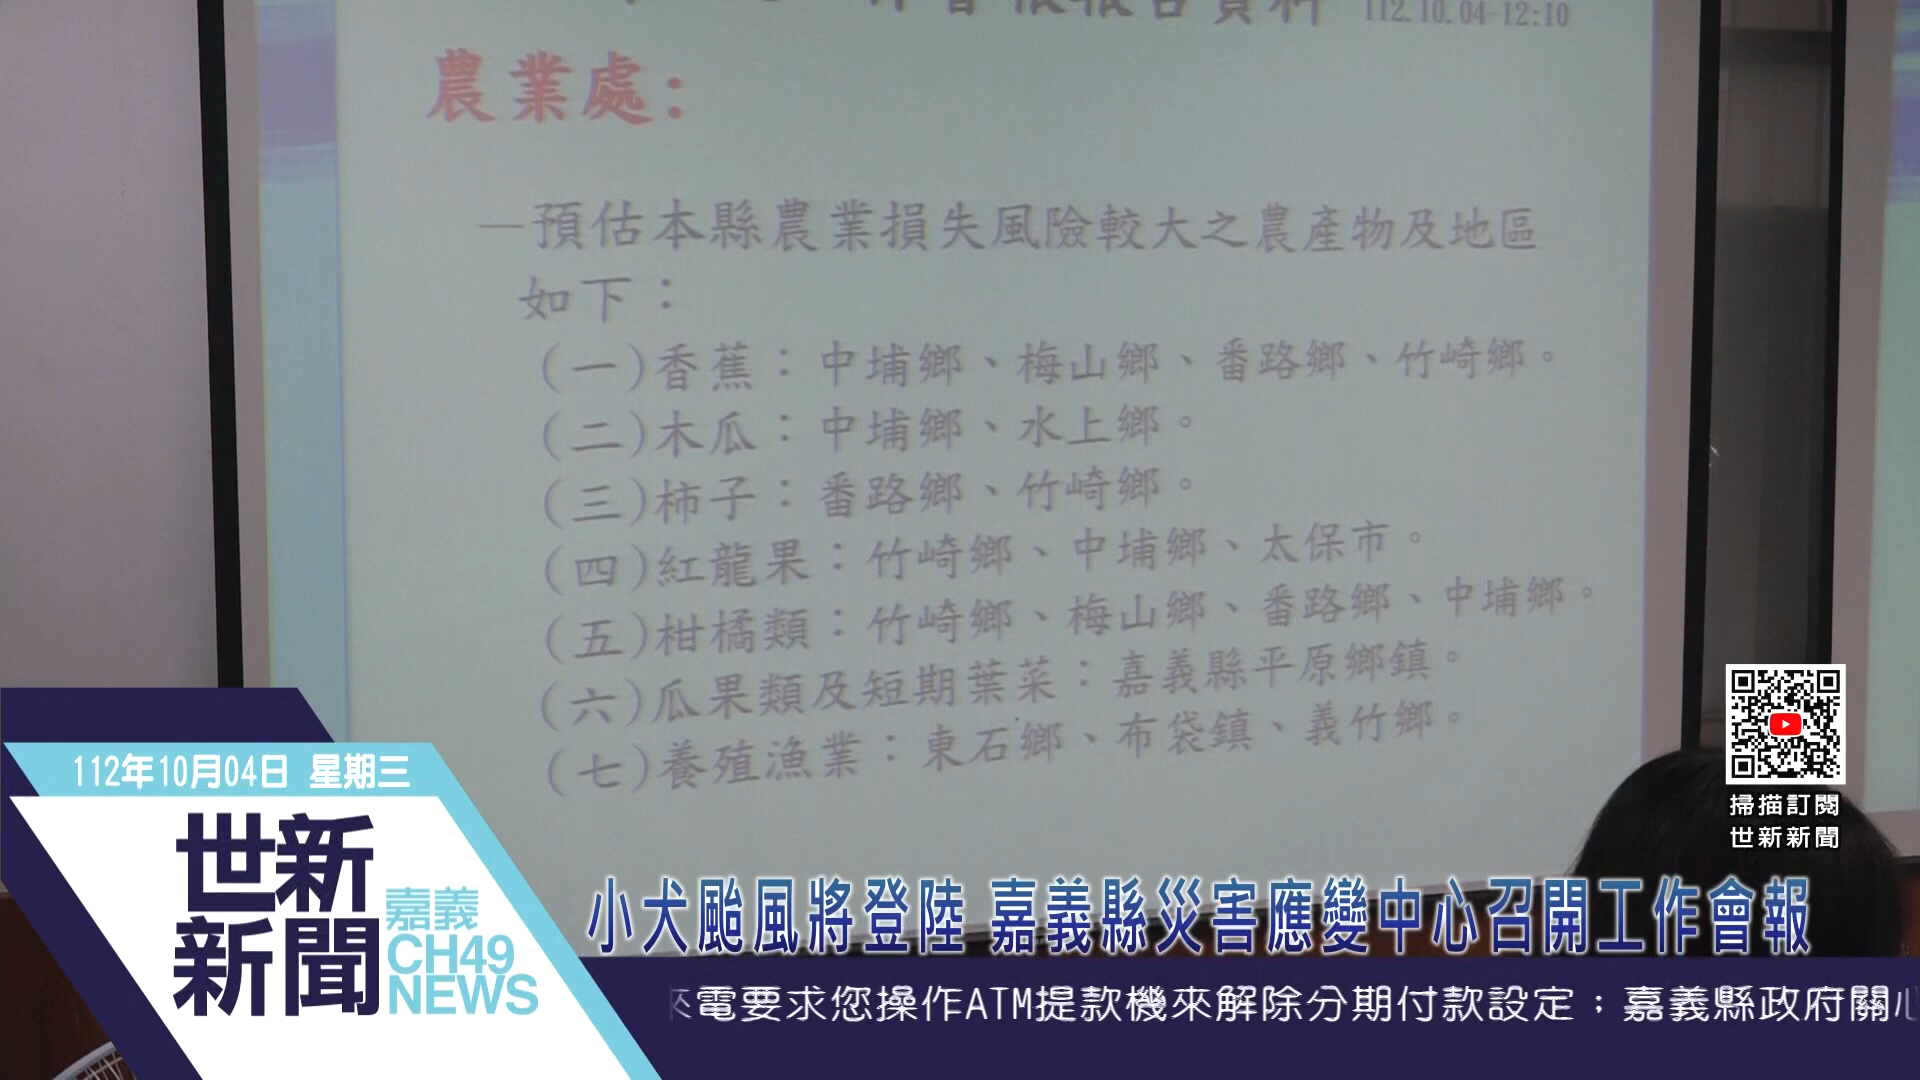 報告資料 112.10.04-12:10
農業處:
—預估本縣農業損失風險較大之農產物及地區
如下：
(一)香蕉：中埔鄉、梅山鄉、番路鄉、竹崎鄉。
(二)木瓜：中埔鄉、水上鄉。
(三)柿子：番路鄉、竹崎鄉。
(四)紅龍果：竹崎鄉、中埔鄉、太保市。
(五)柑橘類：竹崎鄉、梅山鄉、番路鄉、中埔鄉。
(六)瓜果類及短期葉菜：嘉義縣平原鄉鎮。
(七)養殖漁業：東石鄉、布袋鎮、義竹鄉。
掃描訂閱
世新新聞
112年10月04日 星期三
世新
新聞
嘉義
CH49
NEWS
小犬颱風將登陸 嘉義縣災害應變中心召開工作會報
來電要求您操作ATM提款機來解除分期付款設定；嘉義縣政府關心